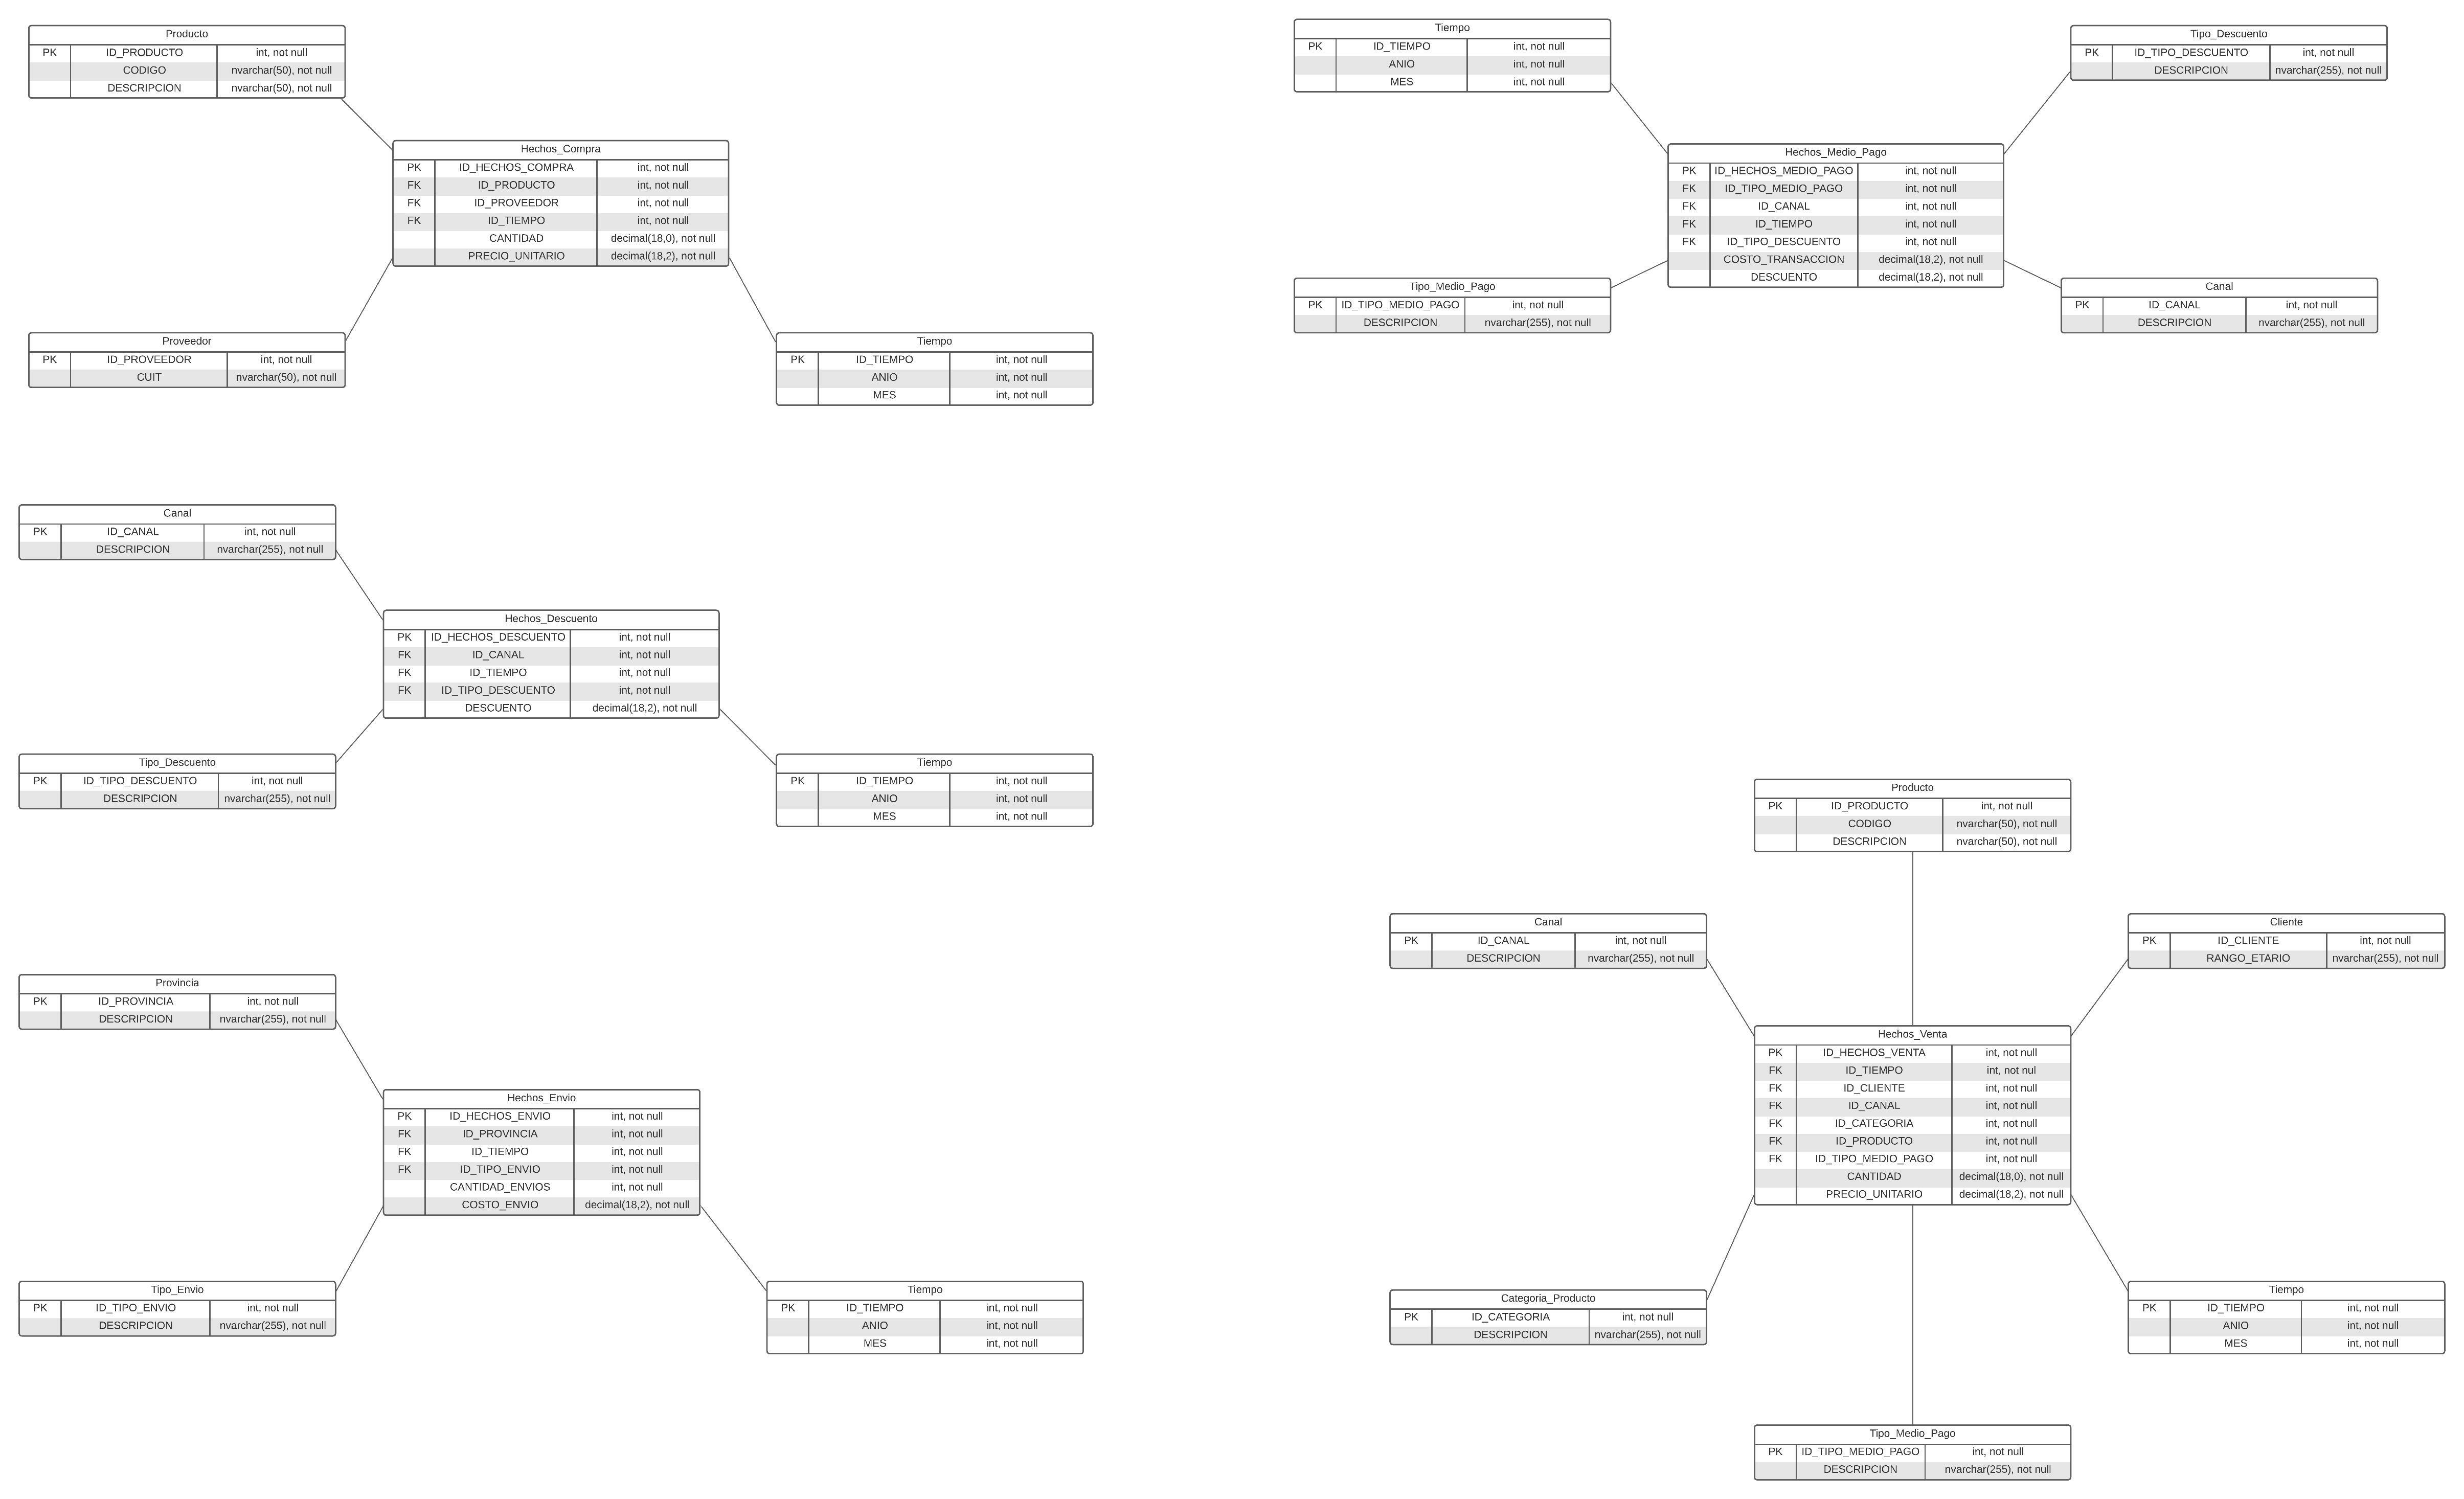 Producto
PK ID_PRODUCTO int, not null
CODIGO nvarchar(50), not null
DESCRIPCION nvarchar(50), not null
Hechos_Compra
PK ID_HECHOS_COMPRA int, not null
FK ID_PRODUCTO int, not null
FK ID_PROVEEDOR int, not null
FK ID_TIEMPO int, not null
CANTIDAD decimal(18,0), not null
PRECIO_UNITARIO decimal(18,2), not null
Proveedor
PK ID_PROVEEDOR int, not null
CUIT nvarchar(50), not null
Tiempo
PK ID_TIEMPO int, not null
ANIO int, not null
MES int, not null
Tiempo
PK ID_TIEMPO int, not null
ANIO int, not null
MES int, not null
Tipo_Descuento
PK ID_TIPO_DESCUENTO int, not null
DESCRIPCION nvarchar(255), not null
Hechos_Medio_Pago
PK ID_HECHOS_MEDIO_PAGO int, not null
FK ID_TIPO_MEDIO_PAGO int, not null
FK ID_CANAL int, not null
FK ID_TIEMPO int, not null
FK ID_TIPO_DESCUENTO int, not null
COSTO_TRANSACCION decimal(18,2), not null
DESCUENTO decimal(18,2), not null
Tipo_Medio_Pago
PK ID_TIPO_MEDIO_PAGO int, not null
DESCRIPCION nvarchar(255), not null
Canal
PK ID_CANAL int, not null
DESCRIPCION nvarchar(255), not null
Canal
PK ID_CANAL int, not null
DESCRIPCION nvarchar(255), not null
Hechos_Descuento
PK ID_HECHOS_DESCUENTO int, not null
FK ID_CANAL int, not null
FK ID_TIEMPO int, not null
FK ID_TIPO_DESCUENTO int, not null
DESCUENTO decimal(18,2), not null
Tipo_Descuento
PK ID_TIPO_DESCUENTO int, not null
DESCRIPCION nvarchar(255), not null
Tiempo
PK ID_TIEMPO int, not null
ANIO int, not null
MES int, not null
Provincia
PK ID_PROVINCIA int, not null
DESCRIPCION nvarchar(255), not null
Hechos_Envio
PK ID_HECHOS_ENVIO int, not null
FK ID_PROVINCIA int, not null
FK ID_TIEMPO int, not null
FK ID_TIPO_ENVIO int, not null
CANTIDAD_ENVIOS int, not null
COSTO_ENVIO decimal(18,2), not null
Tipo_Envio
PK ID_TIPO_ENVIO int, not null
DESCRIPCION nvarchar(255), not null
Tiempo
PK ID_TIEMPO int, not null
ANIO int, not null
MES int, not null
Producto
PK ID_PRODUCTO int, not null
CODIGO nvarchar(50), not null
DESCRIPCION nvarchar(50), not null
Canal
PK ID_CANAL int, not null
DESCRIPCION nvarchar(255), not null
Cliente
PK ID_CLIENTE int, not null
RANGO_ETARIO nvarchar(255), not null
Hechos_Venta
PK ID_HECHOS_VENTA int, not null
FK ID_TIEMPO int, not nul
FK ID_CLIENTE int, not null
FK ID_CANAL int, not null
FK ID_CATEGORIA int, not null
FK ID_PRODUCTO int, not null
FK ID_TIPO_MEDIO_PAGO int, not null
CANTIDAD decimal(18,0), not null
PRECIO_UNITARIO decimal(18,2), not null
Categoria_Producto
PK ID_CATEGORIA int, not null
DESCRIPCION nvarchar(255), not null
Tiempo
PK ID_TIEMPO int, not null
ANIO int, not null
MES int, not null
Tipo_Medio_Pago
PK ID_TIPO_MEDIO_PAGO int, not null
DESCRIPCION nvarchar(255), not null